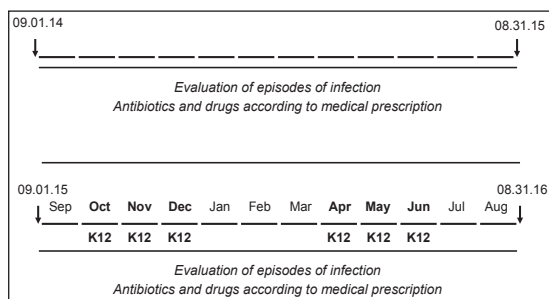 09.01.14 08.31.15
Evaluation of episodes of infection
Antibiotics and drugs according to medical prescription
09.01.15 08.31.16
Sep Oct Nov Dec Jan Feb Mar Apr May Jun Jul Aug
K12 K12 K12 K12 K12 K12
Evaluation of episodes of infection
Antibiotics and drugs according to medical prescription